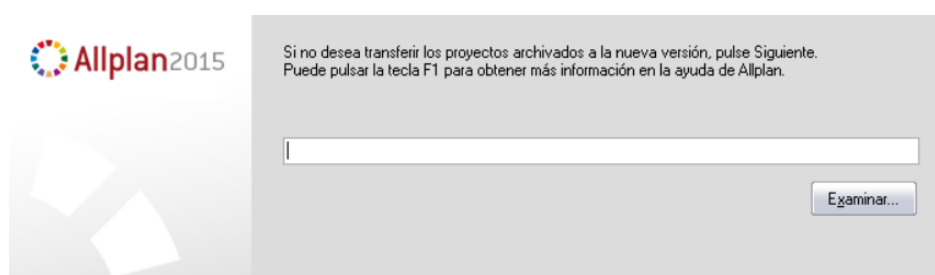 Allplan2015
Si no desea transferir los proyectos archivados a la nueva versión, pulse Siguiente.
Puede pulsar la tecla F1 para obtener más información en la ayuda de Allplan.
Examinar...